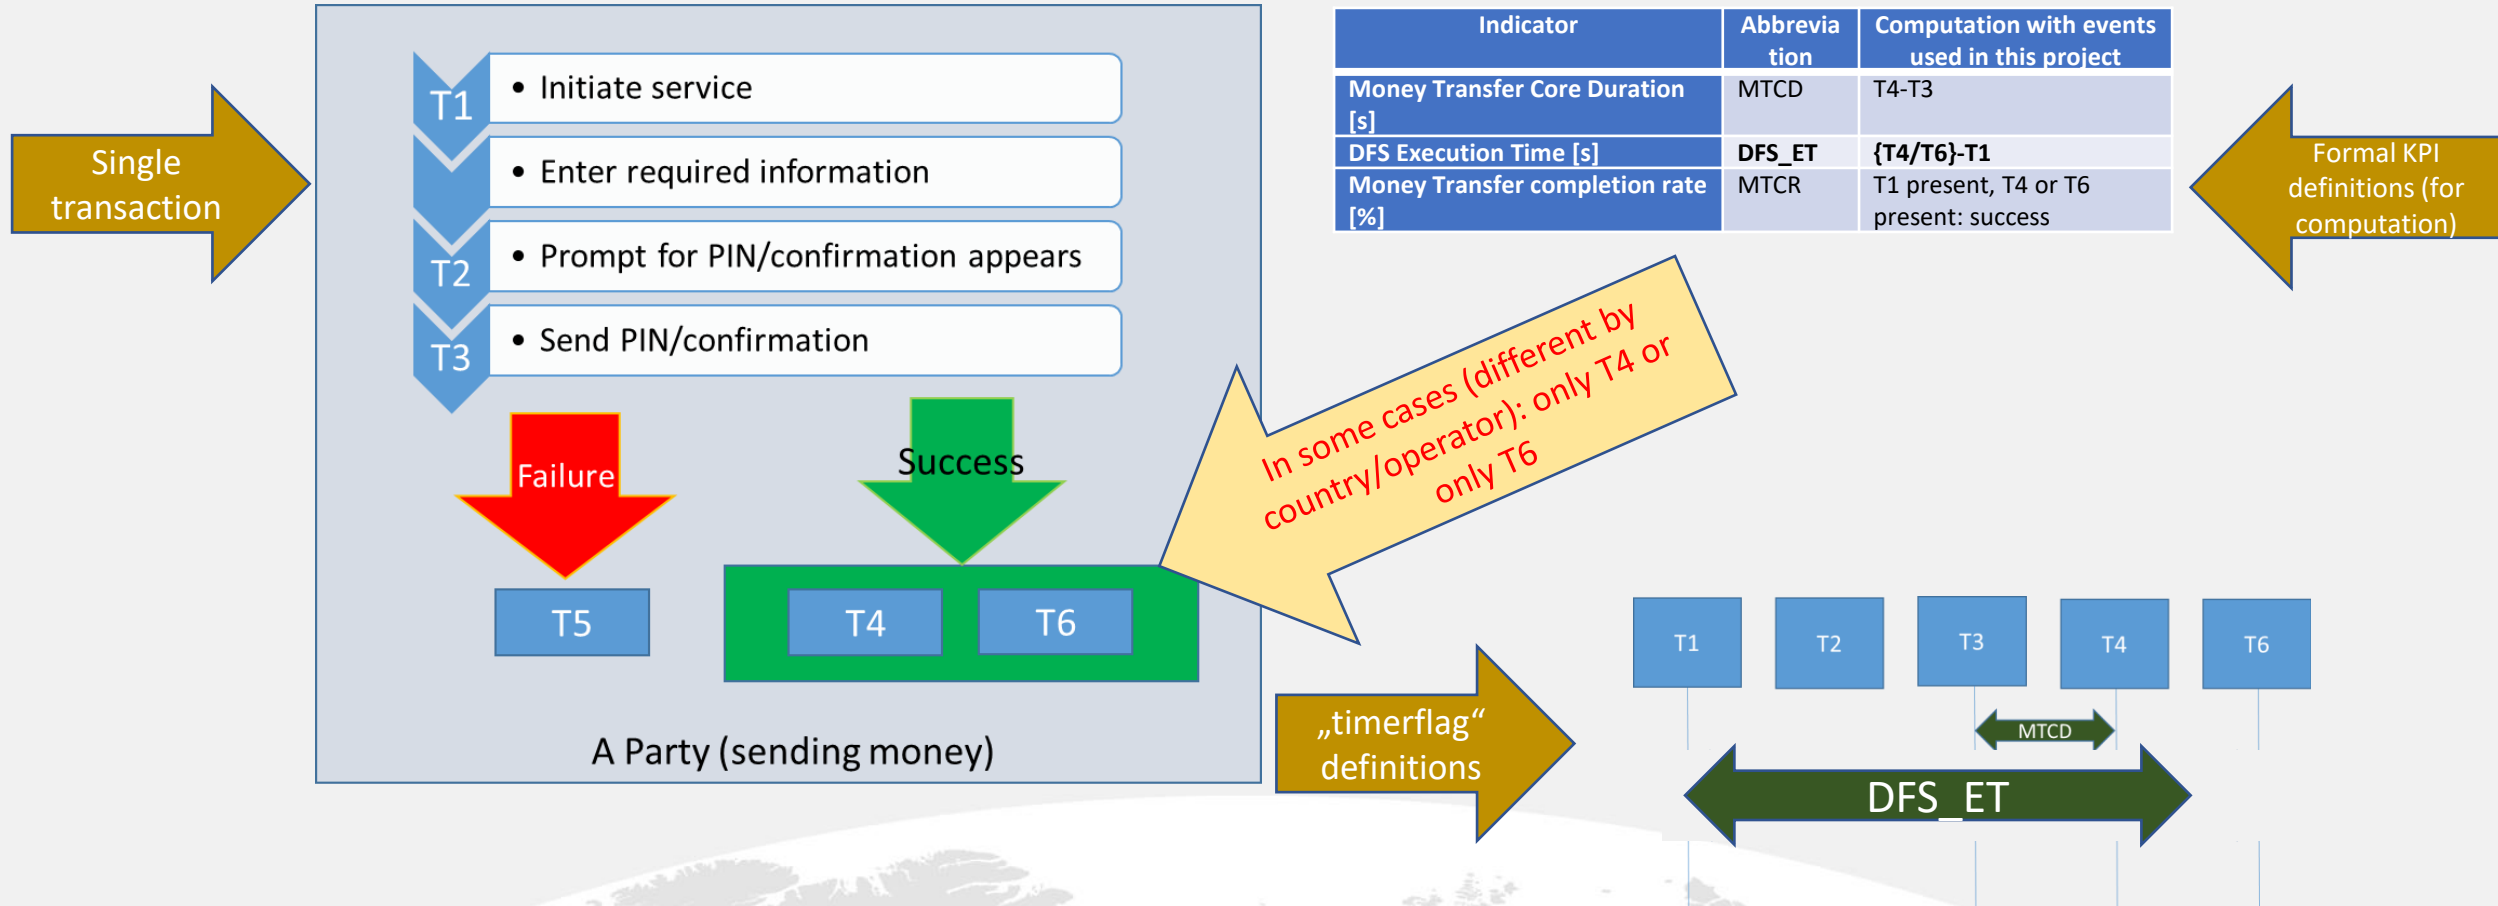 Single
transaction
T1
• Initiate service
• Enter required information
T2
• Prompt for PIN/confirmation appears
T3
• Send PIN/confirmation
Failure
Success
T5
T4
T6
A Party (sending money)
Indicator
Abbrevia
tion
Computation with events
used in this project
Money Transfer Core Duration
[s]
MTCD
T4-T3
DFS Execution Time [s]
DFS_ET
{T4/T6}-T1
Money Transfer completion rate
[%]
MTCR
T1 present, T4 or T6
present: success
Formal KPI
definitions (for
computation)
In some cases (different by
country/operator): only T4 or
only T6
„timerflag“
definitions
T1
T2
T3
T4
T6
MTCD
DFS_ET